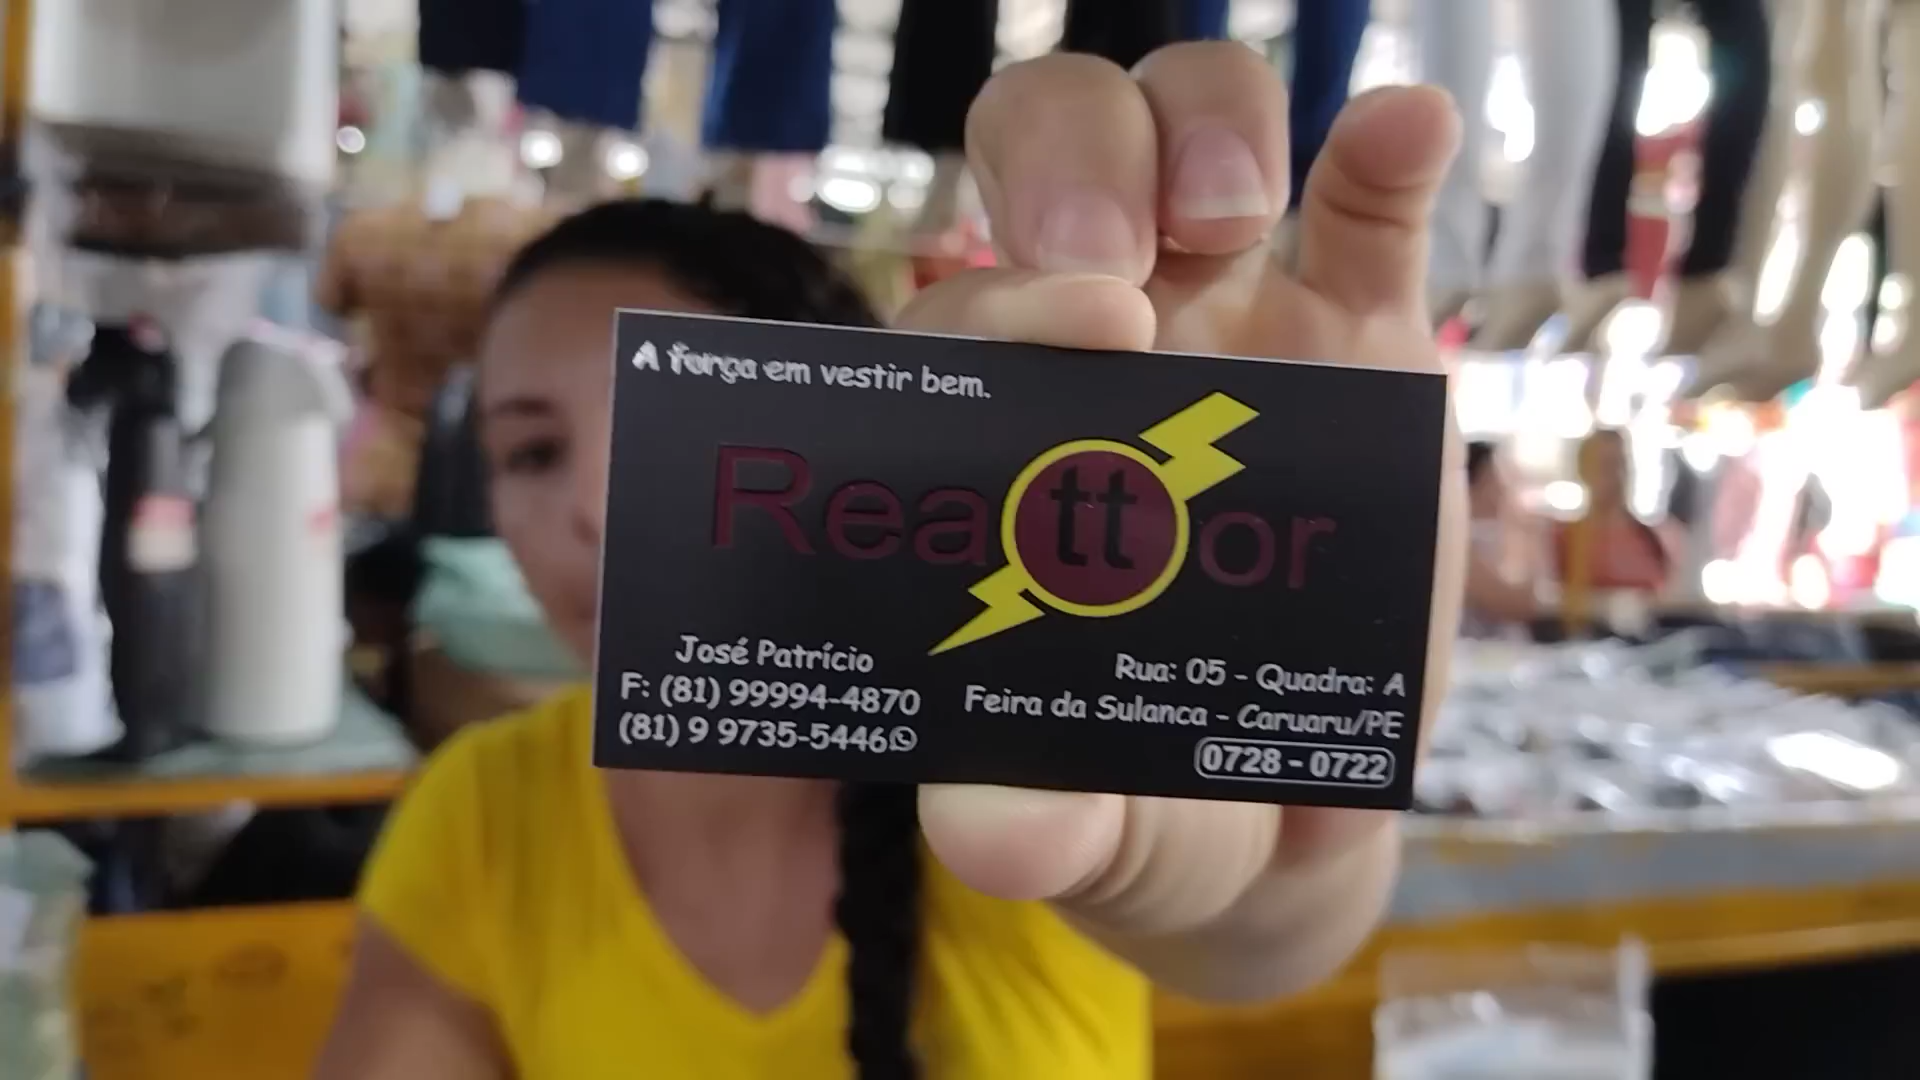 A força em vestir bem.
Reattor
José Patrício
F: (81) 99994-4870
(81) 9 9735-5446
Rua: 05 - Quadra: A
Feira da Sulanca - Caruaru/PE
0728 - 0722